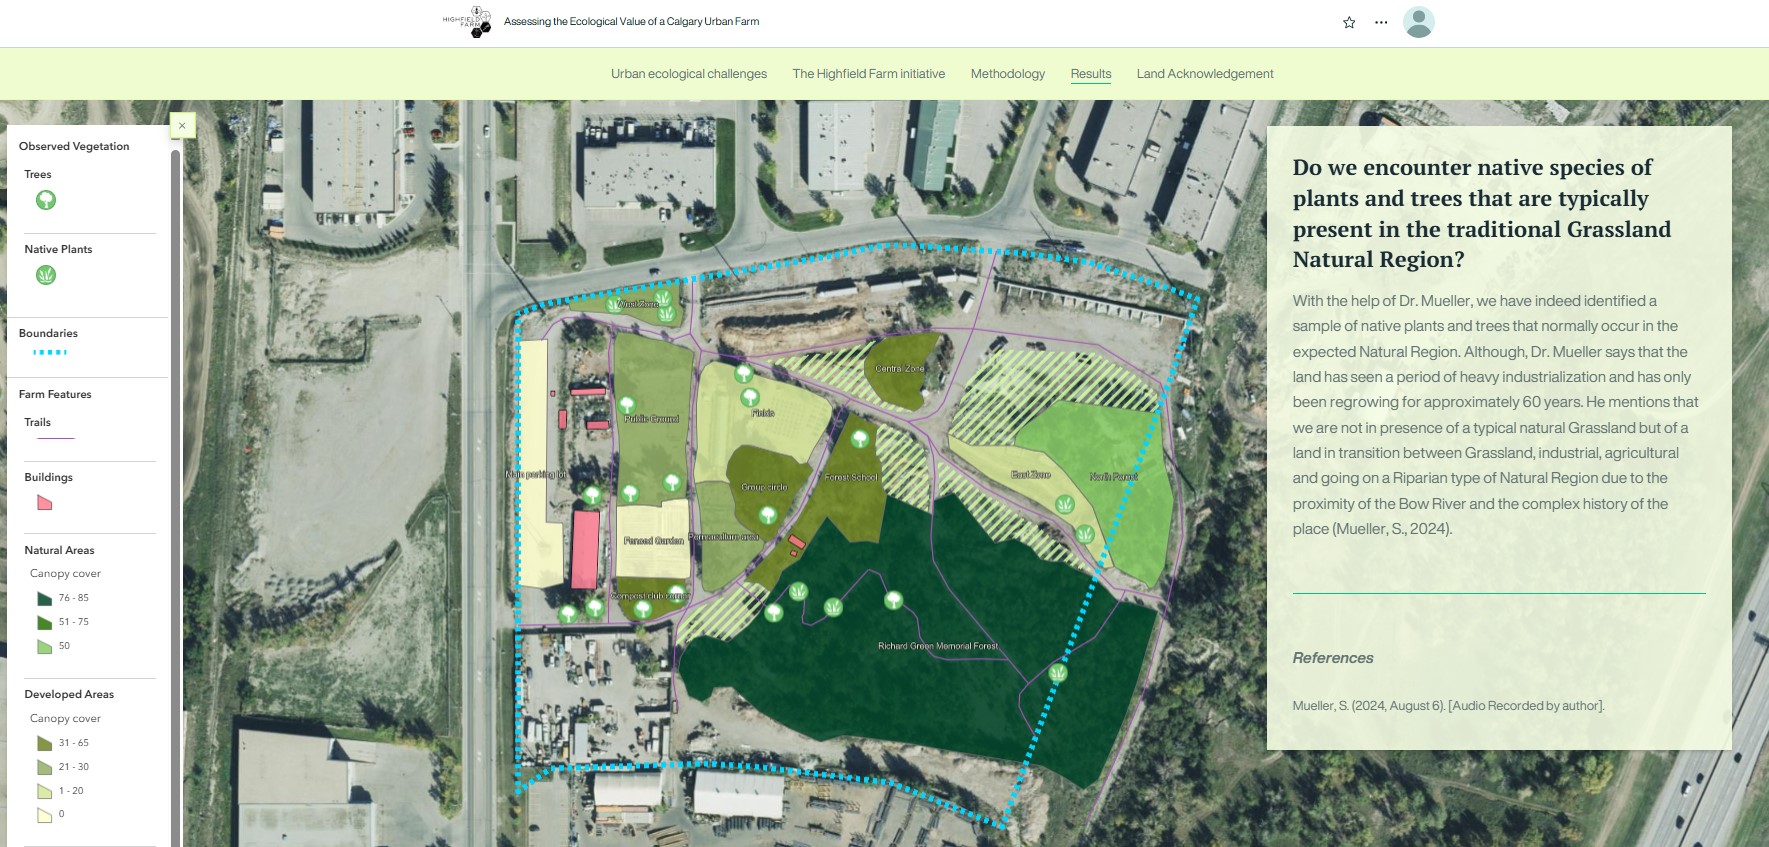 HIGHFIELD
FARM
Assessing the Ecological Value of a Calgary Urban Farm
Urban ecological challenges
The Highfield Farm initiative
Methodology
Results
Land Acknowledgement
Observed Vegetation
Trees
Native Plants
Boundaries
Farm Features
Trails
Buildings
Natural Areas
Canopy cover
76 - 85
51 - 75
50
Developed Areas
Canopy cover
31 - 65
21 - 30
1 - 20
0
West Zone
Central Zone
Public Ground
Fields
Main parking lot
Group circle
Forest School
East Zone
North Forest
Fenced Garden
Permaculture area
Compost club corner
Richard Green Memorial Forest
Do we encounter native species of
plants and trees that are typically
present in the traditional Grassland
Natural Region?
With the help of Dr. Mueller, we have indeed identified a
sample of native plants and trees that normally occur in the
expected Natural Region. Although, Dr. Mueller says that the
land has seen a period of heavy industrialization and has only
been regrowing for approximately 60 years. He mentions that
we are not in presence of a typical natural Grassland but of a
land in transition between Grassland, industrial, agricultural
and going on a Riparian type of Natural Region due to the
proximity of the Bow River and the complex history of the
place (Mueller, S., 2024).
References
Mueller, S. (2024, August 6). [Audio Recorded by author].